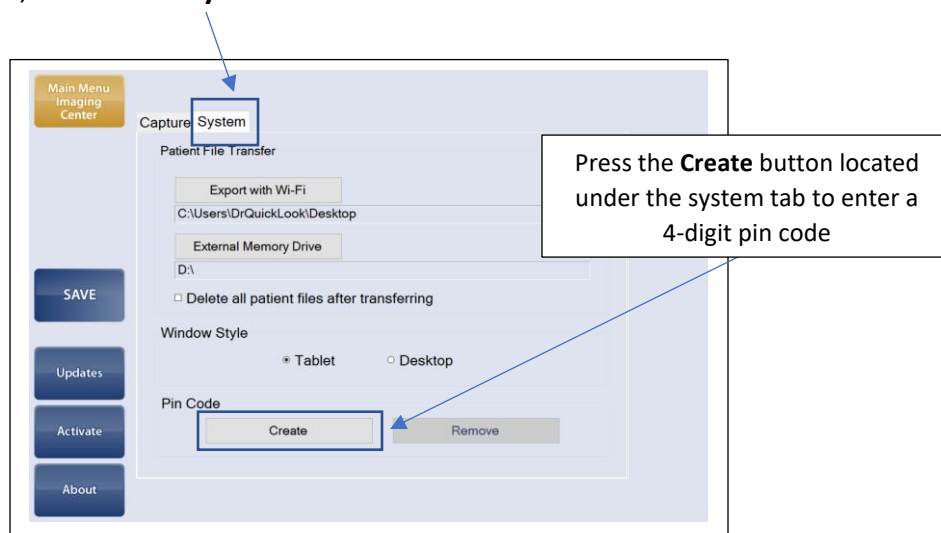 Main Menu
Imaging
Center
Capture
System
Patient File Transfer
Export with Wi-Fi
C:\Users\DrQuickLook\Desktop
External Memory Drive
D:\
Delete all patient files after transferring
Window Style
Tablet
Desktop
Pin Code
Create
Remove
SAVE
Updates
Activate
About
Press the Create button located
under the system tab to enter a
4-digit pin code